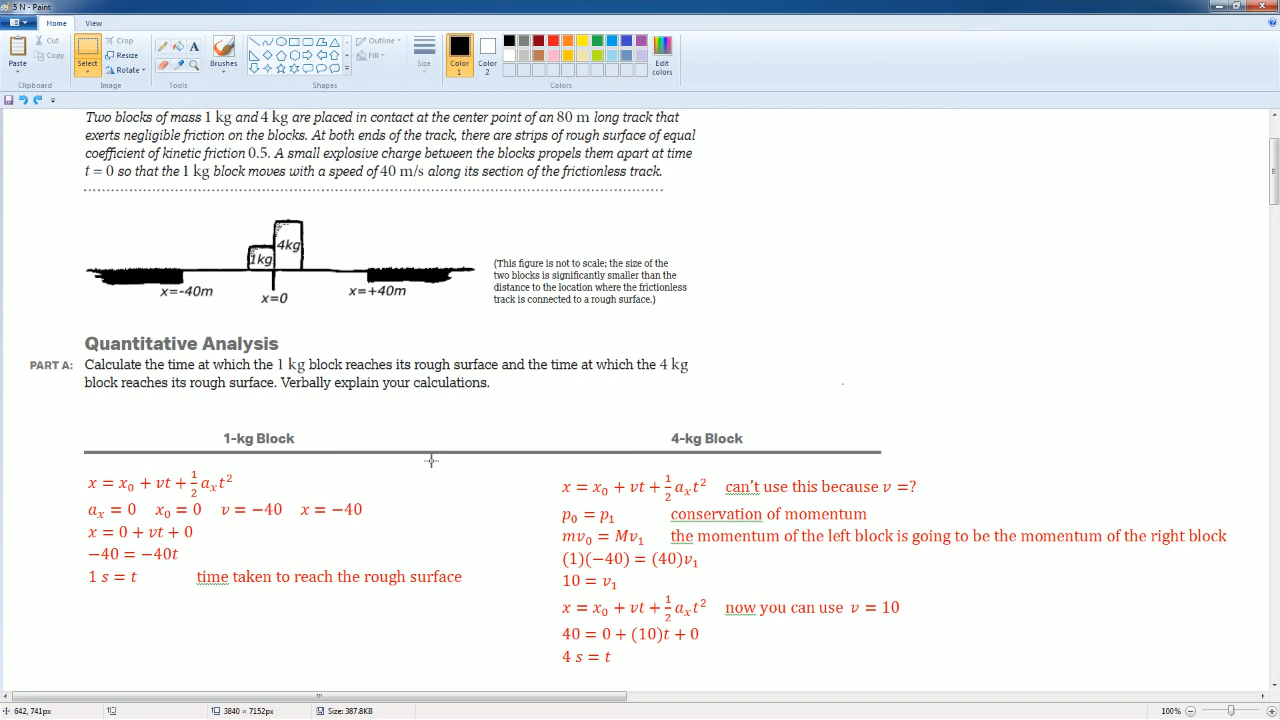 5 N - Paint
Home
View
Paste
Cut
Copy
Clipboard
Select
Crop
Resize
Rotate
Image
A
Tools
Brushes
Outline
Fill
Shapes
Size
Color
1
Color
2
Edit
colors
Colors
Two blocks of mass 1 kg and 4 kg are placed in contact at the center point of an 80 m long track that
exerts negligible friction on the blocks. At both ends of the track, there are strips of rough surface of equal
coefficient of kinetic friction 0.5. A small explosive charge between the blocks propels them apart at time
t = 0 so that the 1 kg block moves with a speed of 40 m/s along its section of the frictionless track.
1kg
4kg
x=-40m
x=0
x=+40m
(This figure is not to scale; the size of the
two blocks is significantly smaller than the
distance to the location where the frictionless
track is connected to a rough surface.)
Quantitative Analysis
PART A: Calculate the time at which the 1 kg block reaches its rough surface and the time at which the 4 kg
block reaches its rough surface. Verbally explain your calculations.
1-kg Block
x = x₀ + vt + ½ aₓt²
aₓ = 0 x₀ = 0 v = −40 x = −40
x = 0 + vt + 0
−40 = −40t
1 s = t time taken to reach the rough surface
4-kg Block
x = x₀ + vt + ½ aₓt² can't use this because v =?
p₀ = p₁ conservation of momentum
mv₀ = Mv₁ the momentum of the left block is going to be the momentum of the right block
(1)(−40) = (40)v₁
10 = v₁
x = x₀ + vt + ½ aₓt² now you can use v = 10
40 = 0 + (10)t + 0
4 s = t
642, 741px
3840 × 7152px
Size: 387.8KB
100%